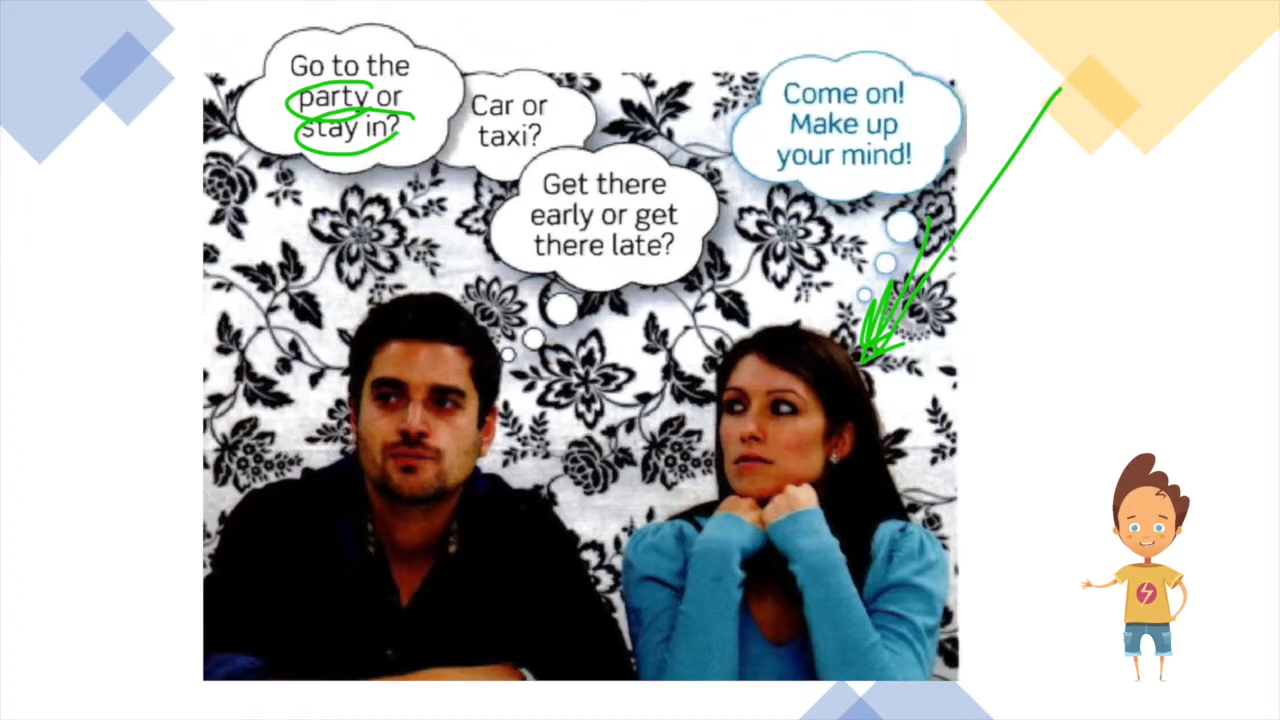 Go to the
party or
stay in?
Car or
taxi?
Get there
early or get
there late?
Come on!
Make up
your mind!